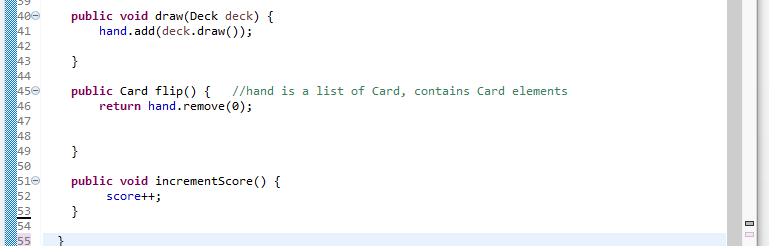 39
40 public void draw(Deck deck) {
41 hand.add(deck.draw());
42
43 }
44
45 public Card flip() { //hand is a list of Card, contains Card elements
46 return hand.remove(0);
47
48
49 }
50
51 public void incrementScore() {
52 score++;
53 }
54
55 }